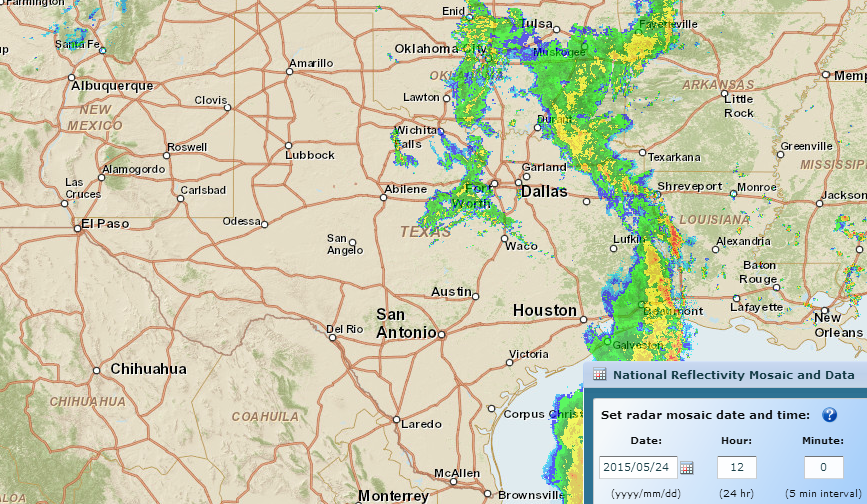 Farmington
Enid
Tulsa
Fayetteville
Santa Fe
Oklahoma City
Muskogee
Amarillo
OKLAHOMA
Albuquerque
ARKANSAS
Memp
Clovis
Lawton
Little
Rock
NEW
MEXICO
Wichita
Falls
Durant
Roswell
Lubbock
Greenville
Texarkana
MISSISSIPP
Alamogordo
Garland
Las
Cruces
Carlsbad
Abilene
Fort
Worth
Dallas
Shreveport
Monroe
Jackson
El Paso
Odessa
TEXAS
LOUISIANA
San
Angelo
Waco
Lufkin
Alexandria
Baton
Rouge
Austin
San
Antonio
Houston
Beaumont
Lafayette
New
Orleans
Del Rio
Galveston
Victoria
Chihuahua
National Reflectivity Mosaic and Data
CHIHUAHUA
COAHUILA
Corpus Christ
Set radar mosaic date and time: ?
Laredo
Date: Hour: Minute:
2015/05/24 12 0
McAllen
(yyyy/mm/dd) (24 hr) (5 min interval)
Monterrey
Brownsville